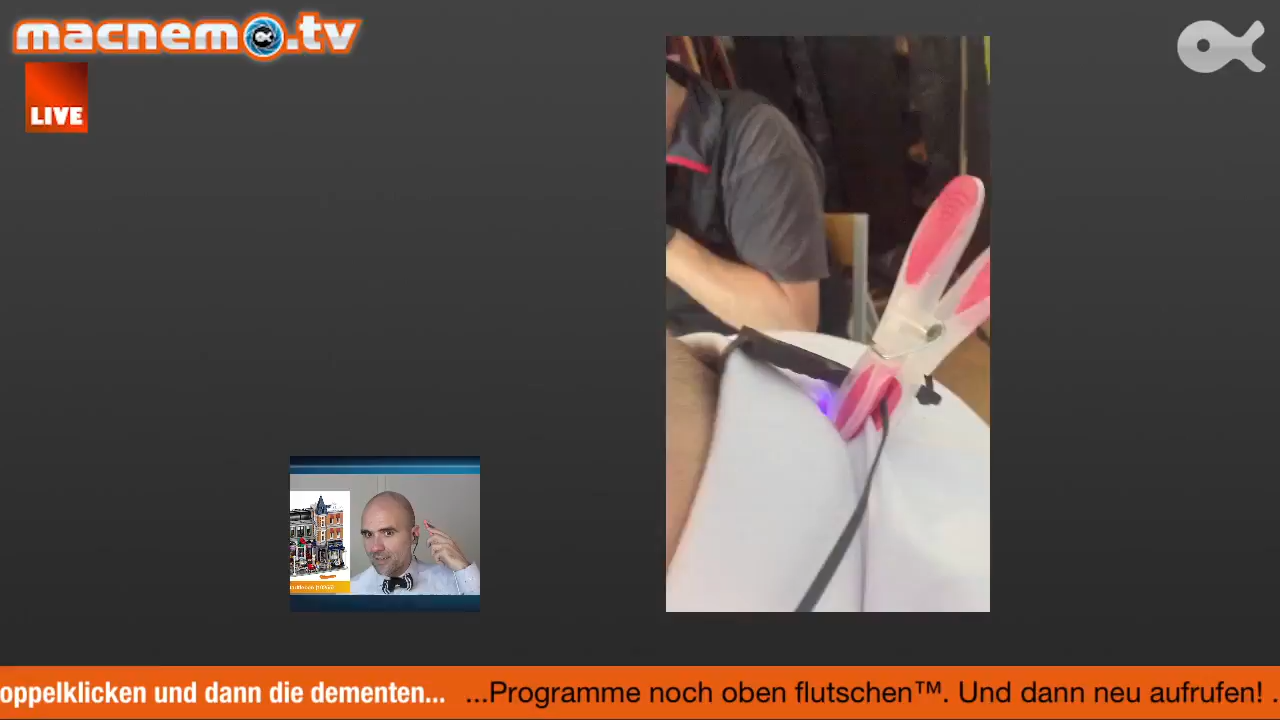 macnemo.tv
LIVE
oppelklicken und dann die dementen... ...Programme noch oben flutschen™. Und dann neu aufrufen! .